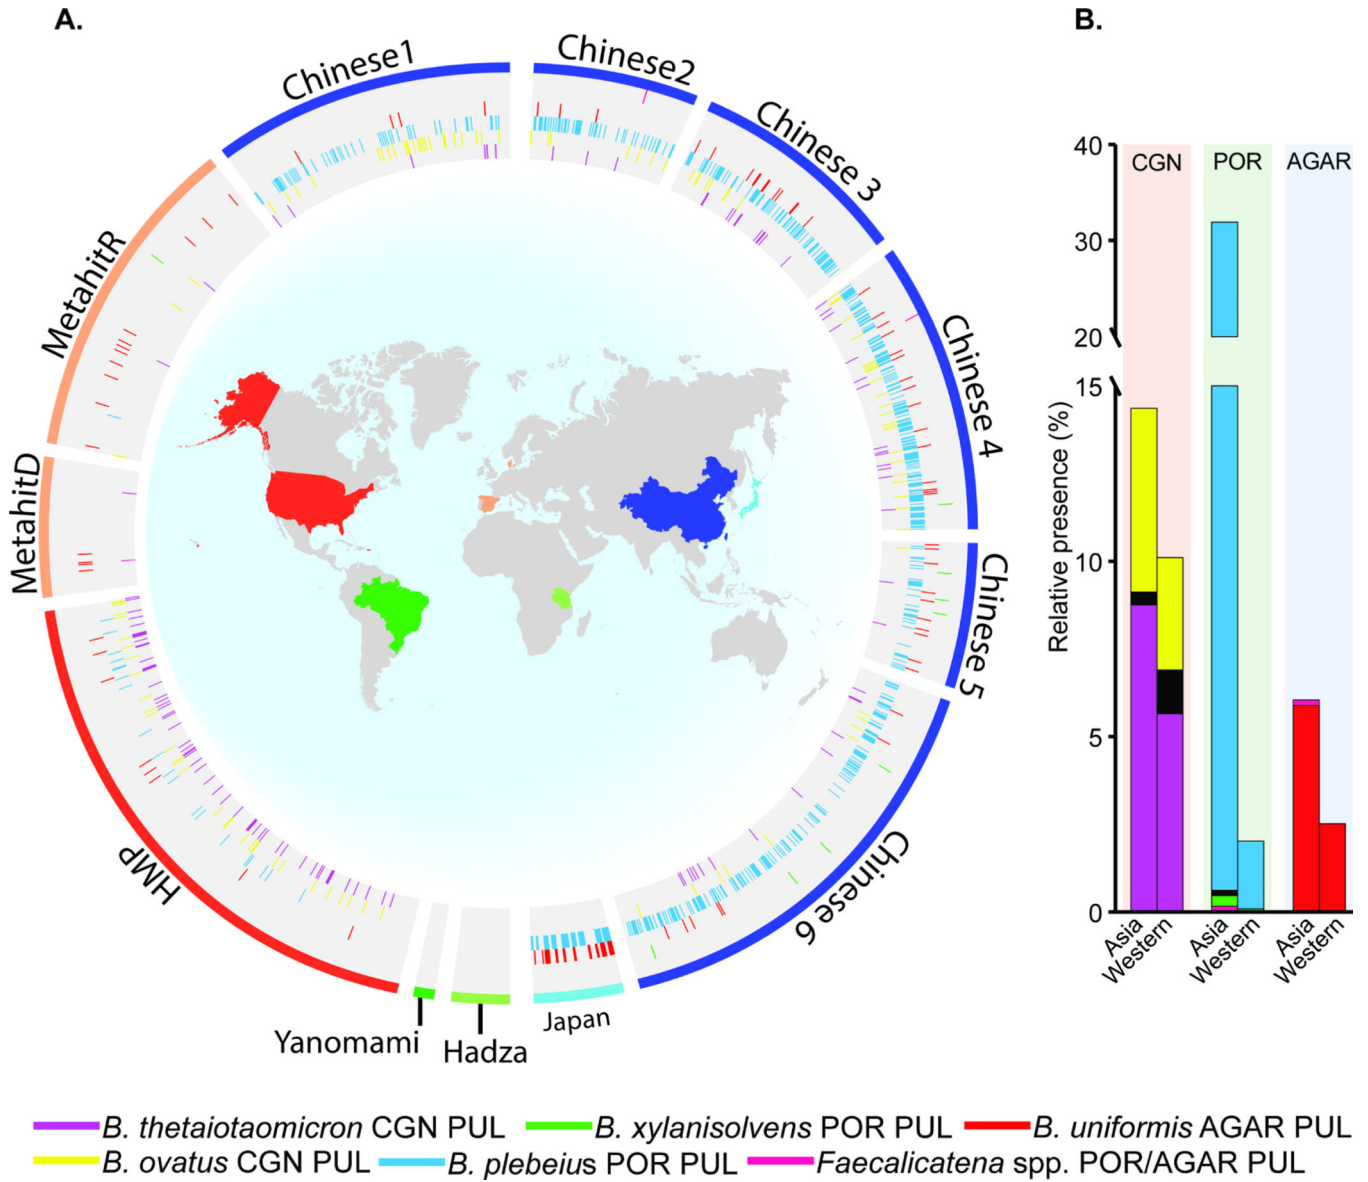 A.
B.
Chinese1
Chinese2
Chinese 3
Chinese 4
Chinese 5
Chinese 6
Japan
Hadza
Yanomami
HMP
MetahitD
MetahitR
40
30
20
15
10
5
0
Relative presence (%)
CGN
POR
AGAR
Asia
Western
Asia
Western
Asia
Western
B. thetaiotaomicron CGN PUL
B. xylanisolvens POR PUL
B. uniformis AGAR PUL
B. ovatus CGN PUL
B. plebeius POR PUL
Faecalicatena spp. POR/AGAR PUL